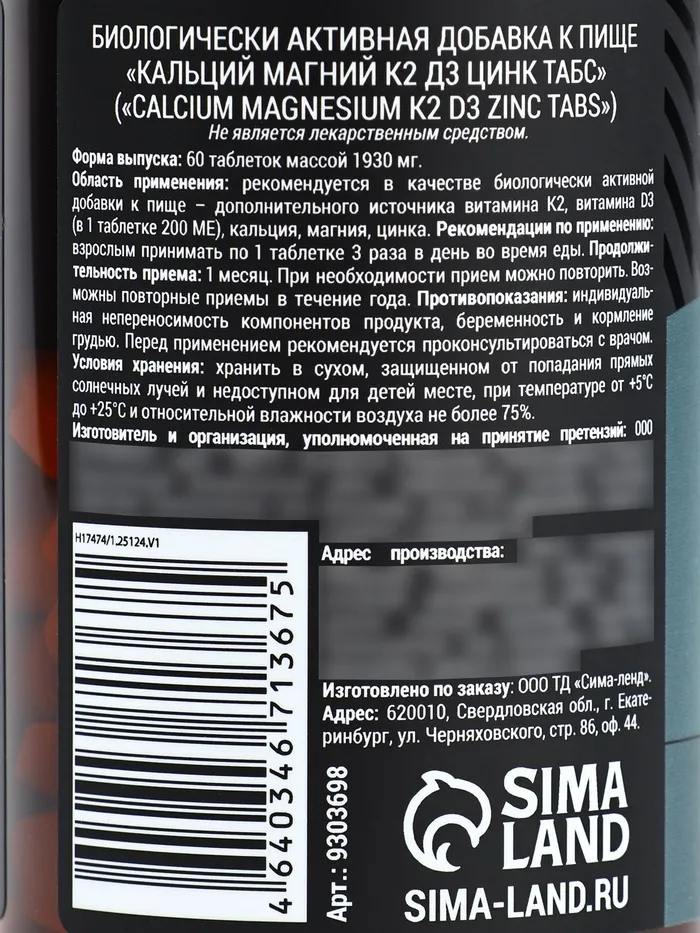 БИОЛОГИЧЕСКИ АКТИВНАЯ ДОБАВКА К ПИЩЕ
«КАЛЬЦИЙ МАГНИЙ К2 Д3 ЦИНК ТАБС»
(«CALCIUM MAGNESIUM K2 D3 ZINC TABS»)
Не является лекарственным средством.
Форма выпуска: 60 таблеток массой 1930 мг.
Область применения: рекомендуется в качестве биологически активной
добавки к пище – дополнительного источника витамина К2, витамина D3
(в 1 таблетке 200 МЕ), кальция, магния, цинка. Рекомендации по применению:
взрослым принимать по 1 таблетке 3 раза в день во время еды. Продолжи-
тельность приема: 1 месяц. При необходимости прием можно повторить. Воз-
можны повторные приемы в течение года. Противопоказания: индивидуаль-
ная непереносимость компонентов продукта, беременность и кормление
грудью. Перед применением рекомендуется проконсультироваться с врачом.
Условия хранения: хранить в сухом, защищенном от попадания прямых
солнечных лучей и недоступном для детей месте, при температуре от +5°С
до +25°С и относительной влажности воздуха не более 75%.
Изготовитель и организация, уполномоченная на принятие претензий: ООО
H17474/1.25124.V1
Адрес производства:
Изготовлено по заказу: ООО ТД «Сима-ленд».
Адрес: 620010, Свердловская обл., г. Екате-
ринбург, ул. Черняховского, стр. 86, оф. 44.
4 640346 713675
Арт.: 9303698
SIMA
LAND
SIMA-LAND.RU